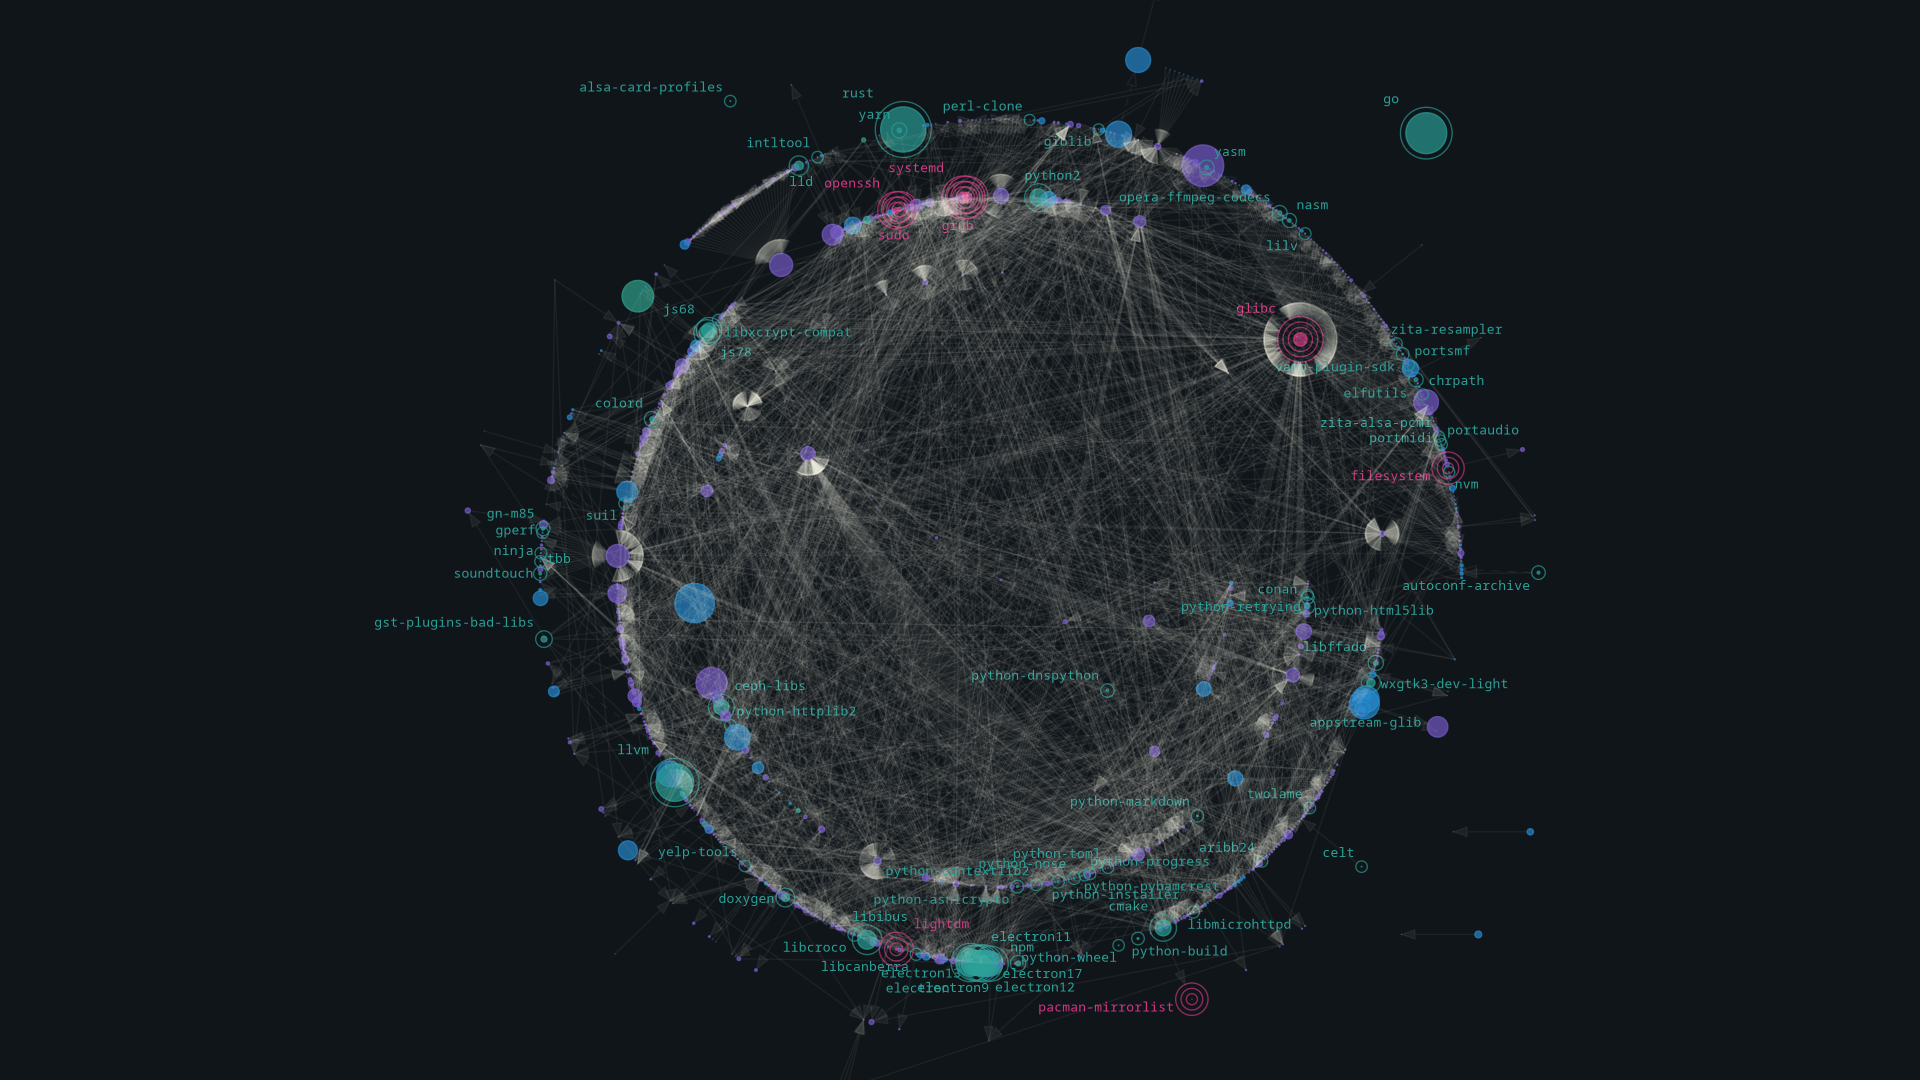 alsa-card-profiles
rust
perl-clone
go
yarn
intltool
giblib
yasm
lld
openssh
systemd
python2
opera-ffmpeg-codecs
nasm
sudo
grub
lilv
js68
glibc
libxcrypt-compat
zita-resampler
js78
portsmf
vamp-plugin-sdk
chrpath
colord
elfutils
zita-alsa-pcmi
portmidi
portaudio
filesystem
nvm
gn-m85
suil
gperf
ninja
tbb
soundtouch
autoconf-archive
conan
python-retrying
python-html5lib
gst-plugins-bad-libs
libffado
python-dnspython
ceph-libs
wxgtk3-dev-light
python-httplib2
appstream-glib
llvm
twolame
python-markdown
yelp-tools
python-toml
aribb24
celt
python-nose
python-progress
python-contextlib2
python-pyhamcrest
python-installer
doxygen
python-asn1crypto
cmake
libibus
lightdm
libmicrohttpd
electron11
libcroco
npm
python-build
python-wheel
libcanberra
electron13
electron17
electron
electron9
electron12
pacman-mirrorlist